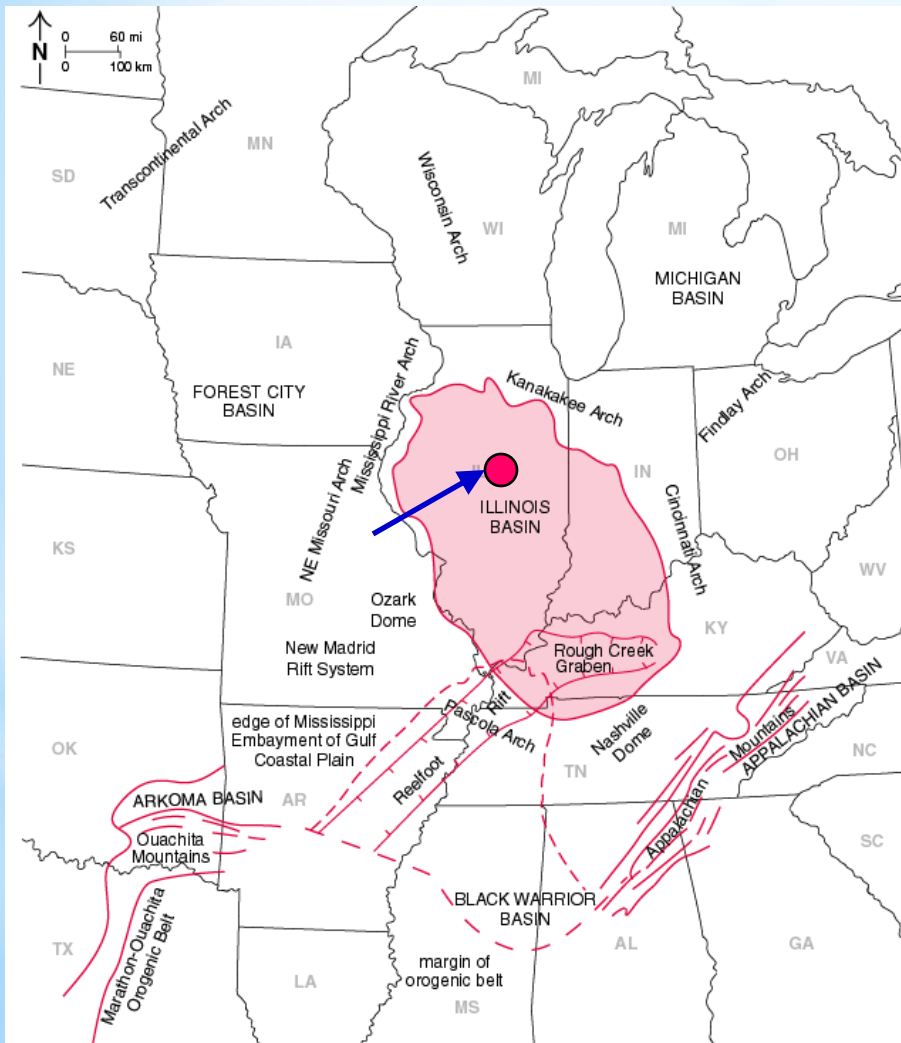 N
0 60 mi
0 100 km
MI
MN
SD
Transcontinental Arch
Wisconsin Arch
WI
MI
MICHIGAN
BASIN
IA
NE
FOREST CITY
BASIN
Mississippi River Arch
Kanakakee Arch
Findlay Arch
OH
IN
ILLINOIS
BASIN
NE Missouri Arch
Cincinnati Arch
KS
WV
MO
Ozark
Dome
KY
New Madrid
Rift System
Rough Creek
Graben
VA
Rift
Pascola Arch
edge of Mississippi
Embayment of Gulf
Coastal Plain
Nashville
Dome
Mountains
APPALACHIAN BASIN
OK
NC
TN
Reelfoot
ARKOMA BASIN
AR
Appalachian
Ouachita
Mountains
SC
BLACK WARRIOR
BASIN
Marathon-Ouachita
Orogenic Belt
TX
AL
GA
margin of
orogenic belt
LA
MS